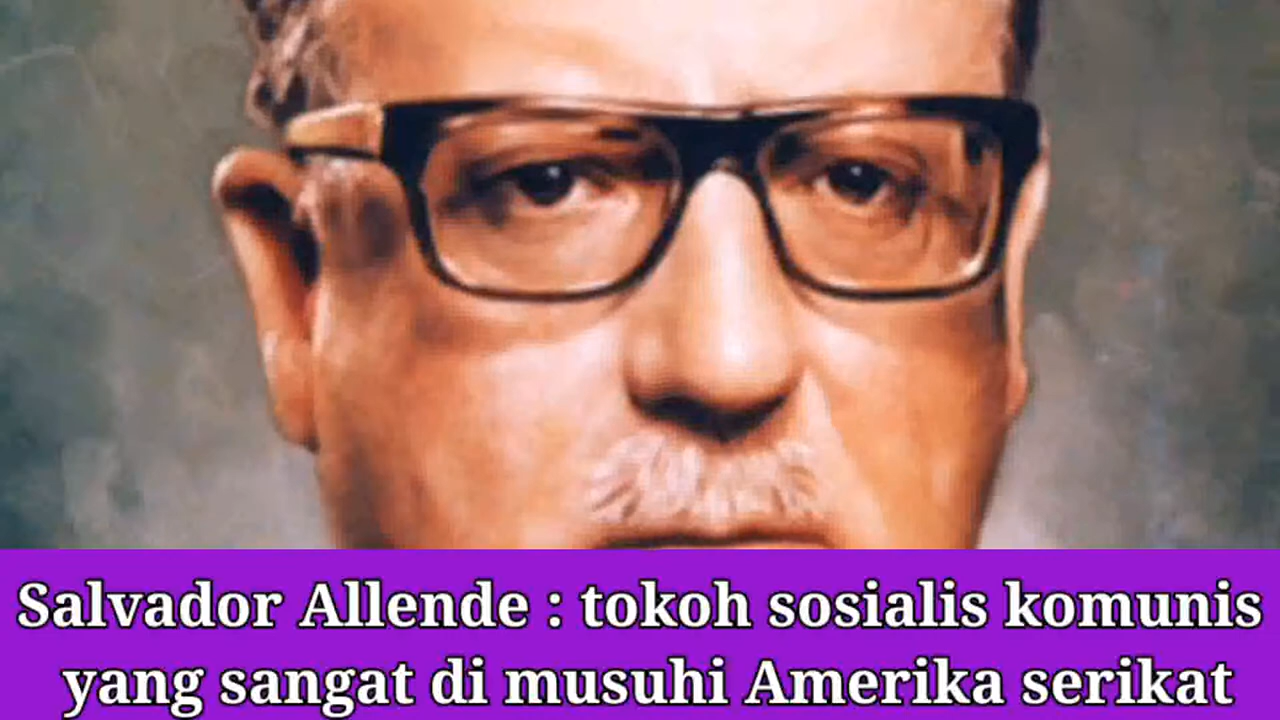 Salvador Allende : tokoh sosialis komunis
yang sangat di musuhi Amerika serikat